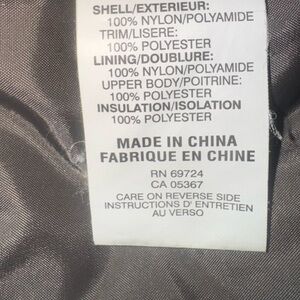 SHELL/EXTERIEUR:
100% NYLON/POLYAMIDE
TRIM/LISERE:
100% POLYESTER
LINING/DOUBLURE:
100% NYLON/POLYAMIDE
UPPER BODY/POITRINE:
100% POLYESTER
INSULATION/ISOLATION
100% POLYESTER
MADE IN CHINA
FABRIQUE EN CHINE
RN 69724
CA 05367
CARE ON REVERSE SIDE
INSTRUCTIONS D' ENTRETIEN
AU VERSO